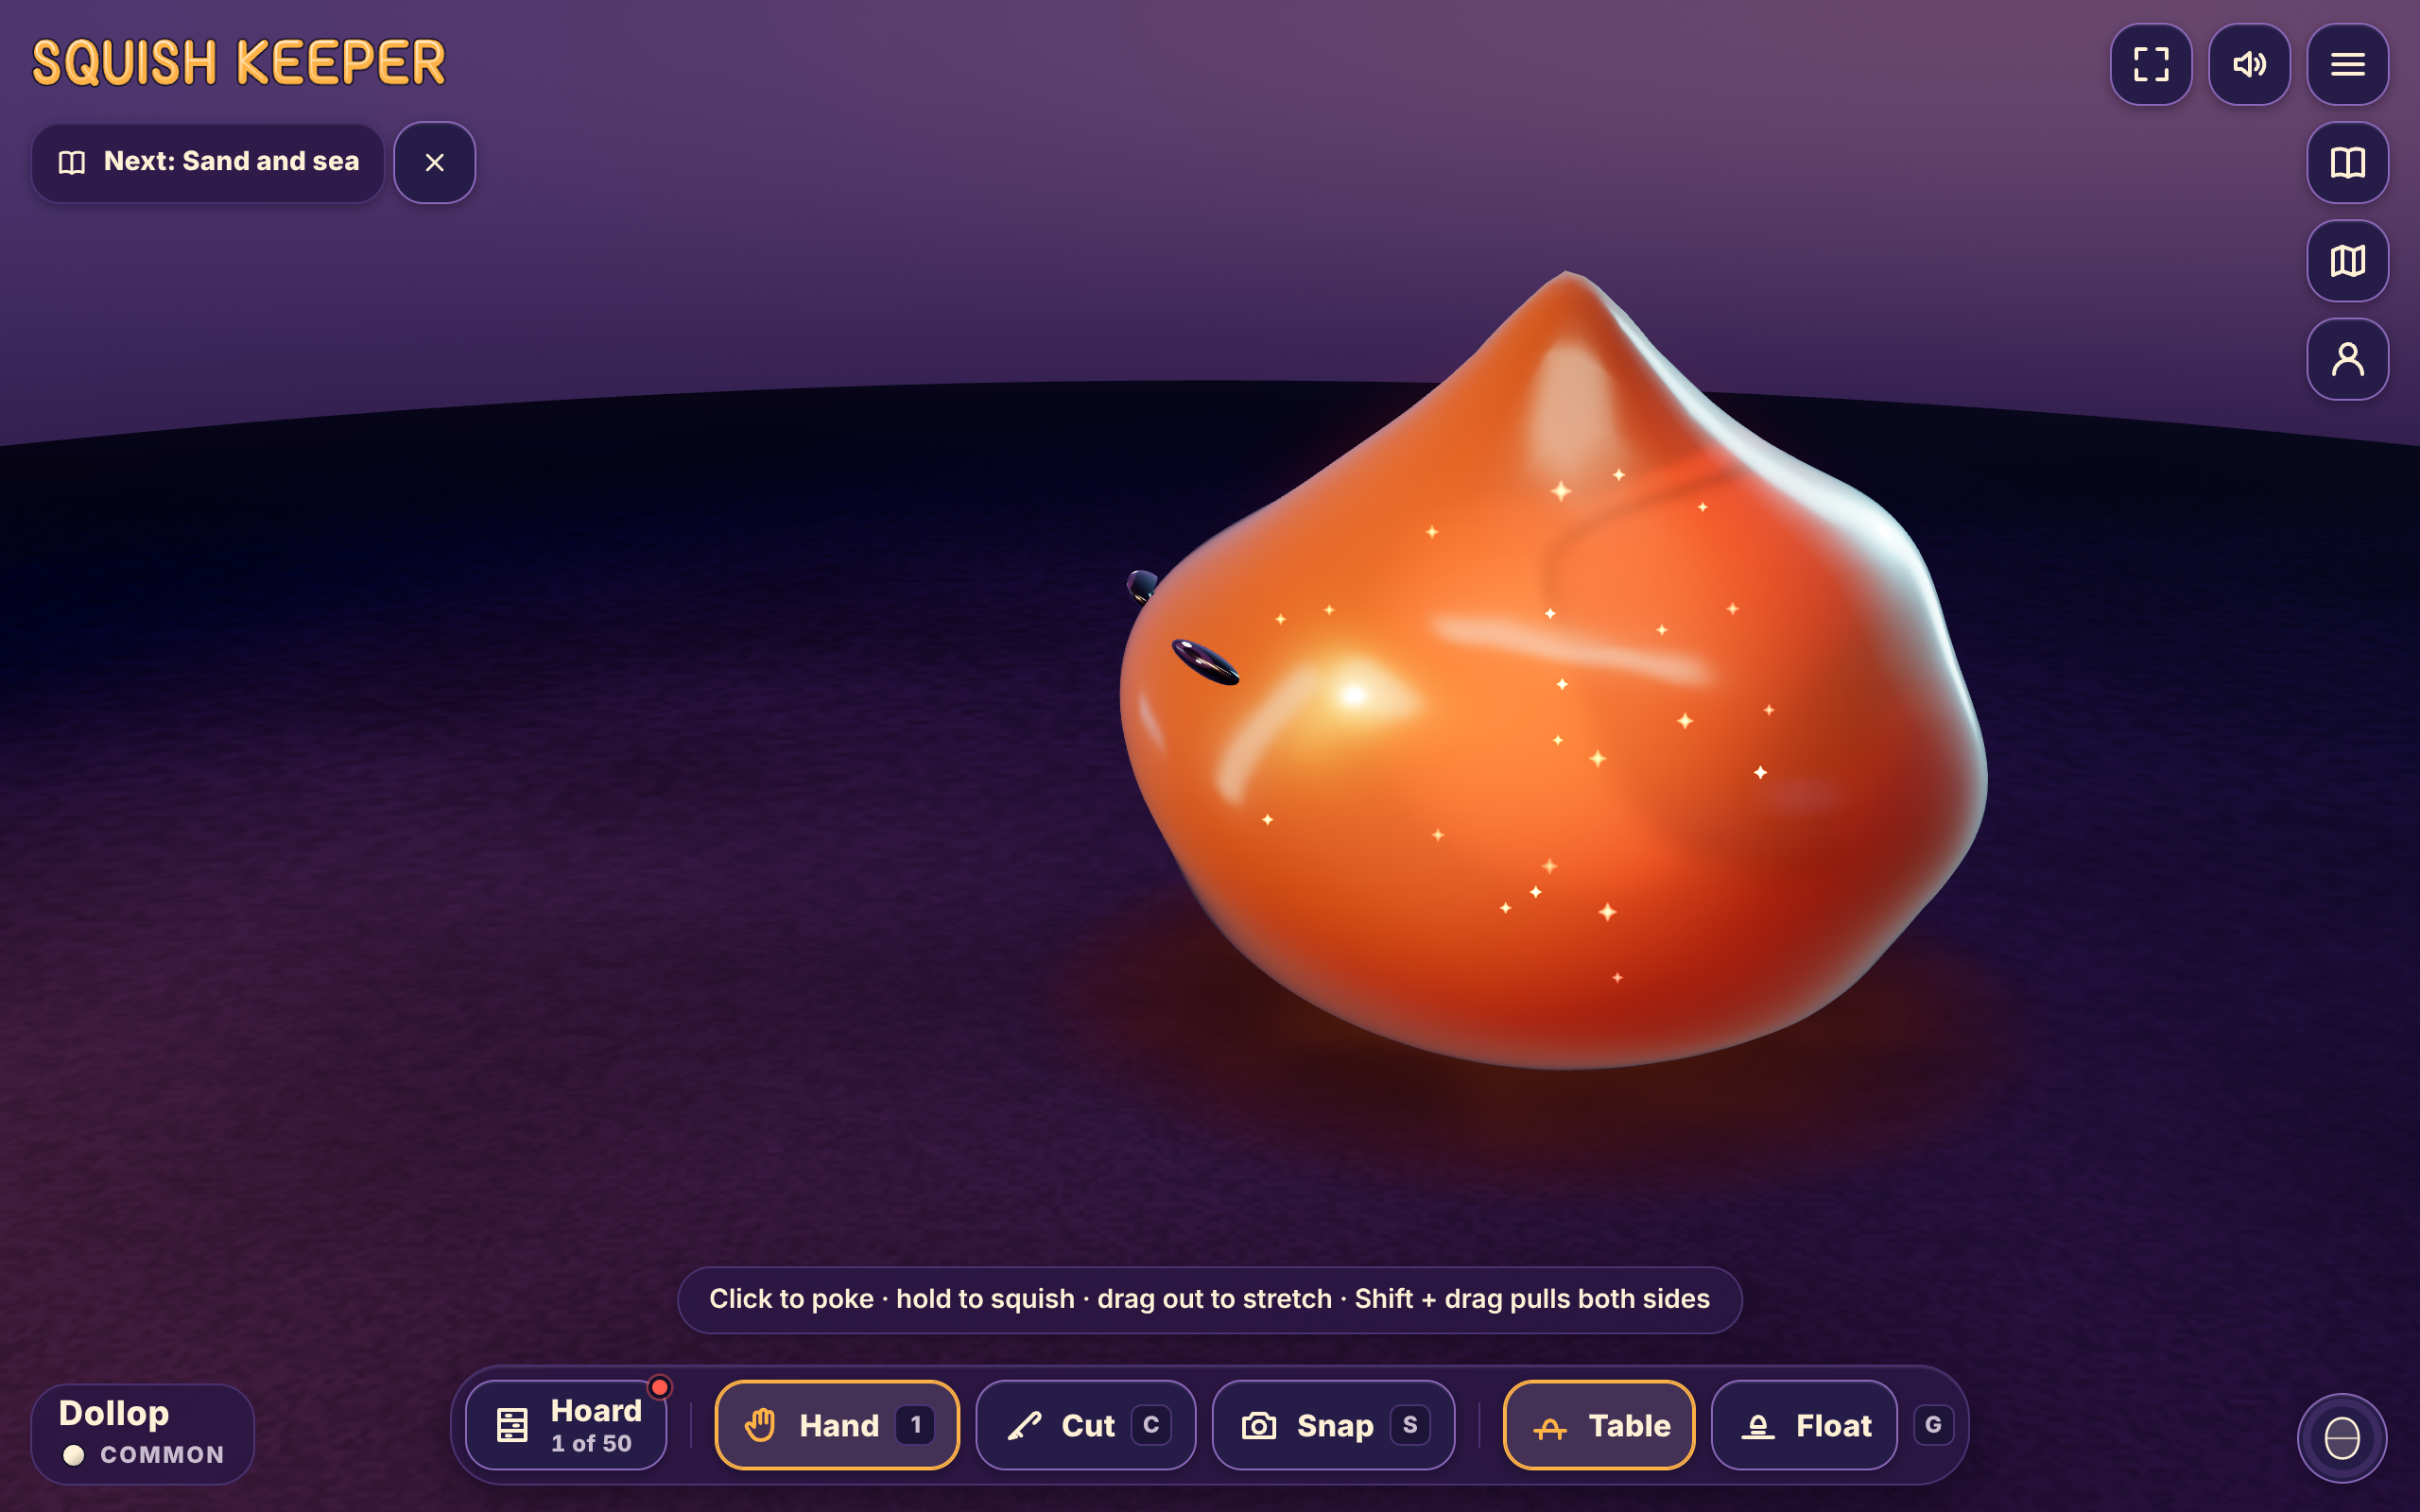 SQUISH KEEPER
Next: Sand and sea
Click to poke · hold to squish · drag out to stretch · Shift + drag pulls both sides
Dollop
COMMON
Hoard
1 of 50
Hand 1
Cut C
Snap S
Table
Float G